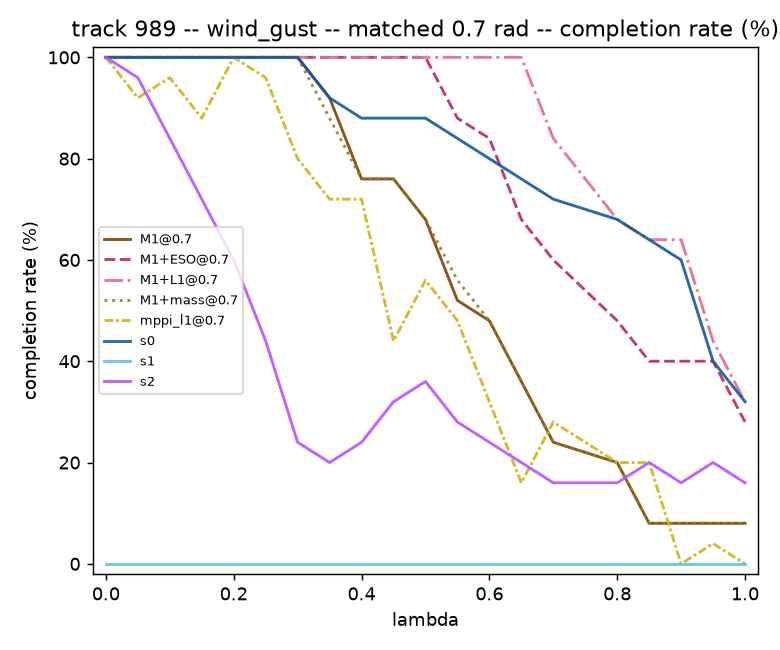 track 989 -- wind_gust -- matched 0.7 rad -- completion rate (%)
completion rate (%)
100
80
60
40
20
0
M1@0.7
M1+ESO@0.7
M1+L1@0.7
M1+mass@0.7
mppi_l1@0.7
s0
s1
s2
0.0 0.2 0.4 0.6 0.8 1.0
lambda